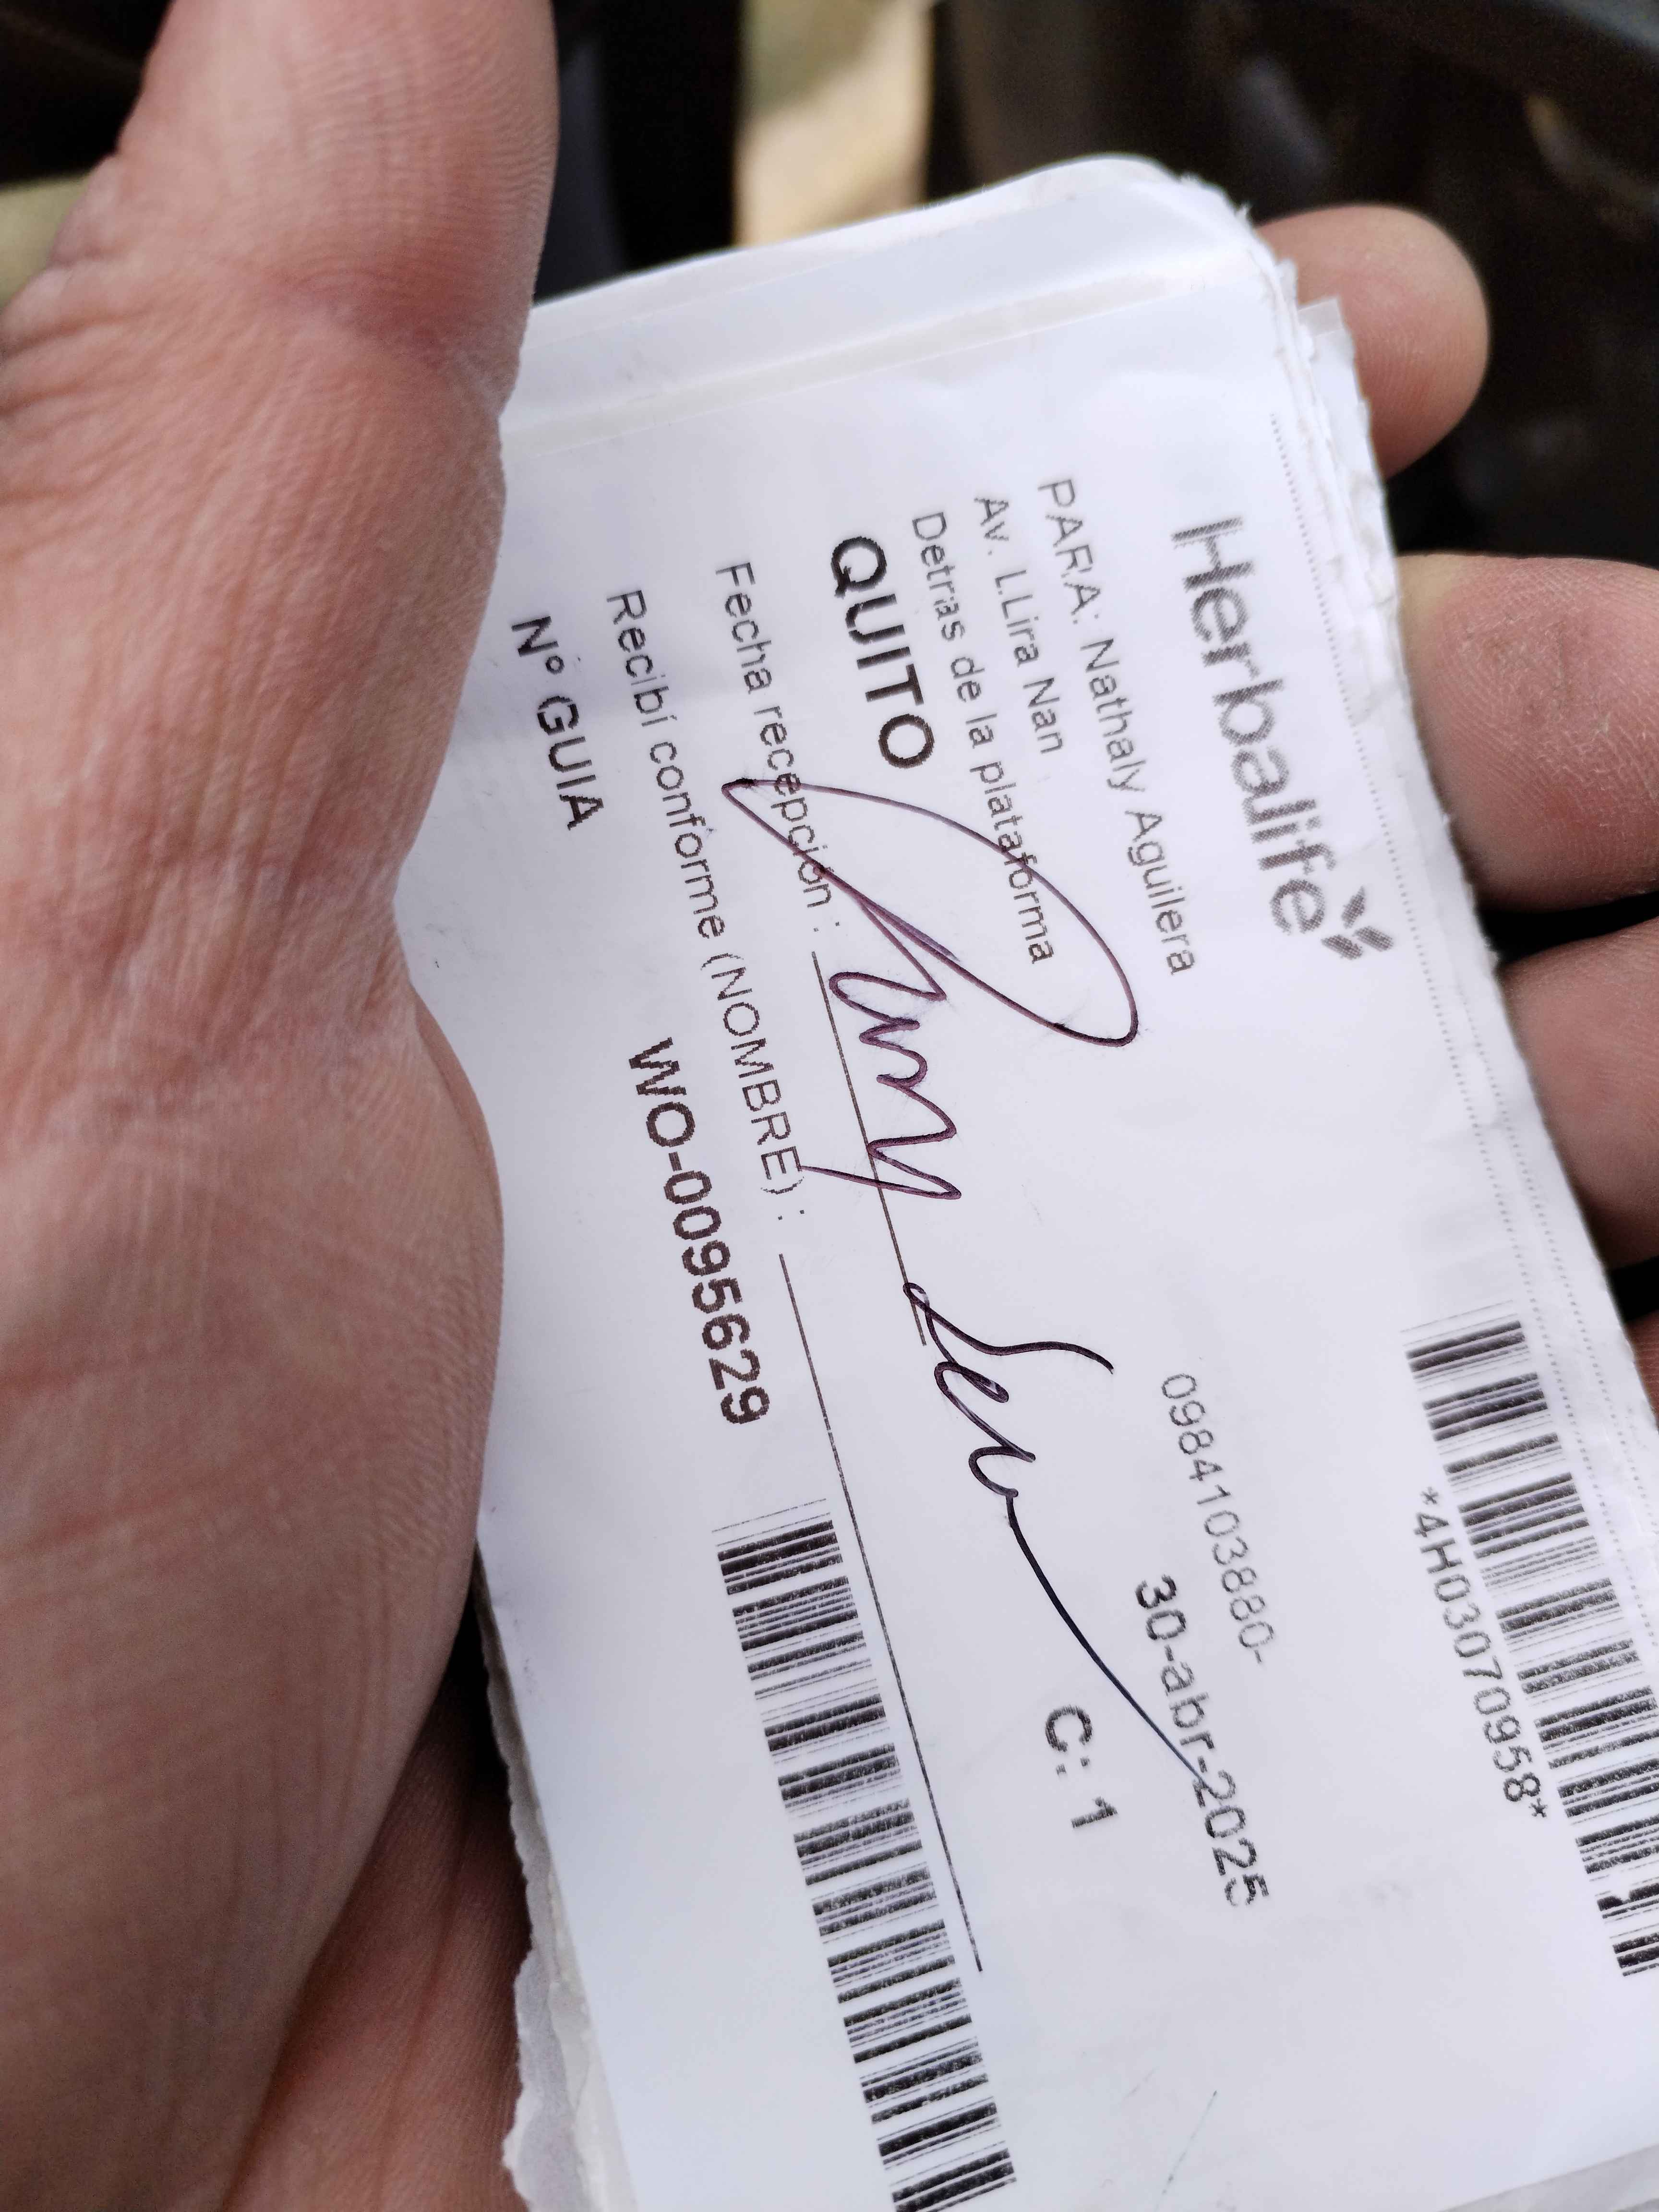 Herbalife
*4H03070958*
PARA: Nathaly Aguilera
0984103880-
Av. LLira Nan
30-abr-2025
Detras de la plataforma
QUITO
C: 1
Fecha recepción :
Recibí conforme (NOMBRE) :
N° GUIA WO-0095629